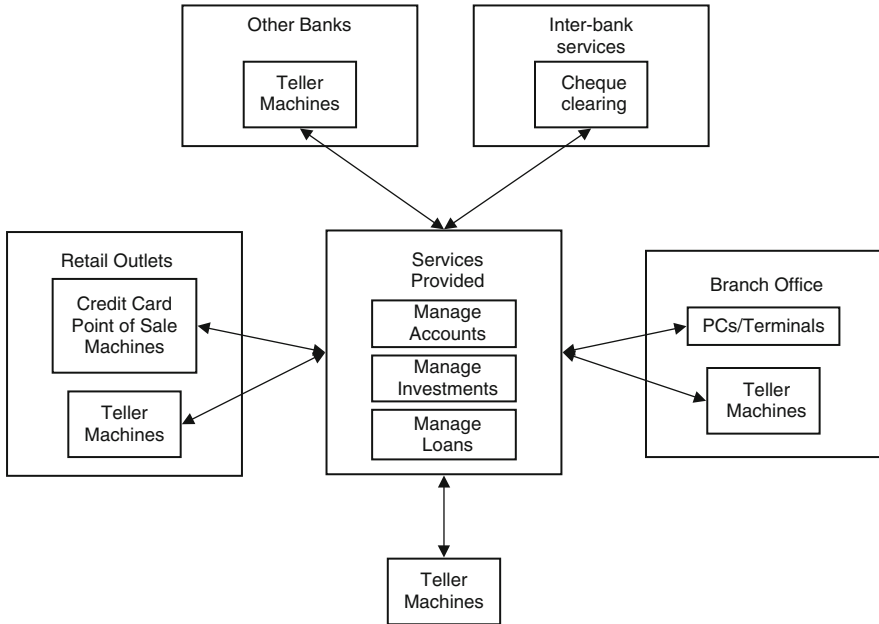 Other Banks
Teller
Machines
Inter-bank
services
Cheque
clearing
Retail Outlets
Credit Card
Point of Sale
Machines
Teller
Machines
Services
Provided
Manage
Accounts
Manage
Investments
Manage
Loans
Branch Office
PCs/Terminals
Teller
Machines
Teller
Machines